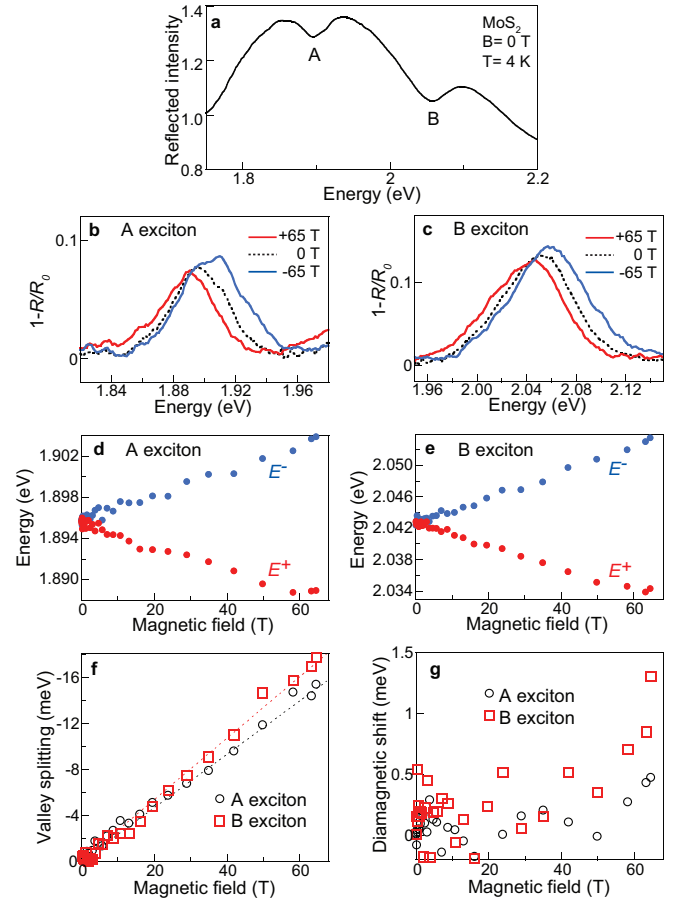 a
MoS2
B= 0 T
T= 4 K
A
B
Reflected intensity
1.4
1.2
1.0
0.8
1.8
2
2.2
Energy (eV)
b A exciton
+65 T
0 T
-65 T
1-R/R0
0.1
0
1.84
1.88
1.92
1.96
Energy (eV)
c B exciton
+65 T
0 T
-65 T
1-R/R0
0.1
0
1.96
2.00
2.04
2.08
2.12
Energy (eV)
d A exciton
E-
E+
Energy (eV)
1.902
1.898
1.894
1.890
0
20
40
60
Magnetic field (T)
e B exciton
E-
E+
Energy (eV)
2.050
2.046
2.042
2.038
2.034
0
20
40
60
Magnetic field (T)
f
A exciton
B exciton
Valley splitting (meV)
-16
-12
-8
-4
0
0
20
40
60
Magnetic field (T)
g
A exciton
B exciton
Diamagnetic shift (meV)
1.5
1
0.5
0
0
20
40
60
Magnetic field (T)